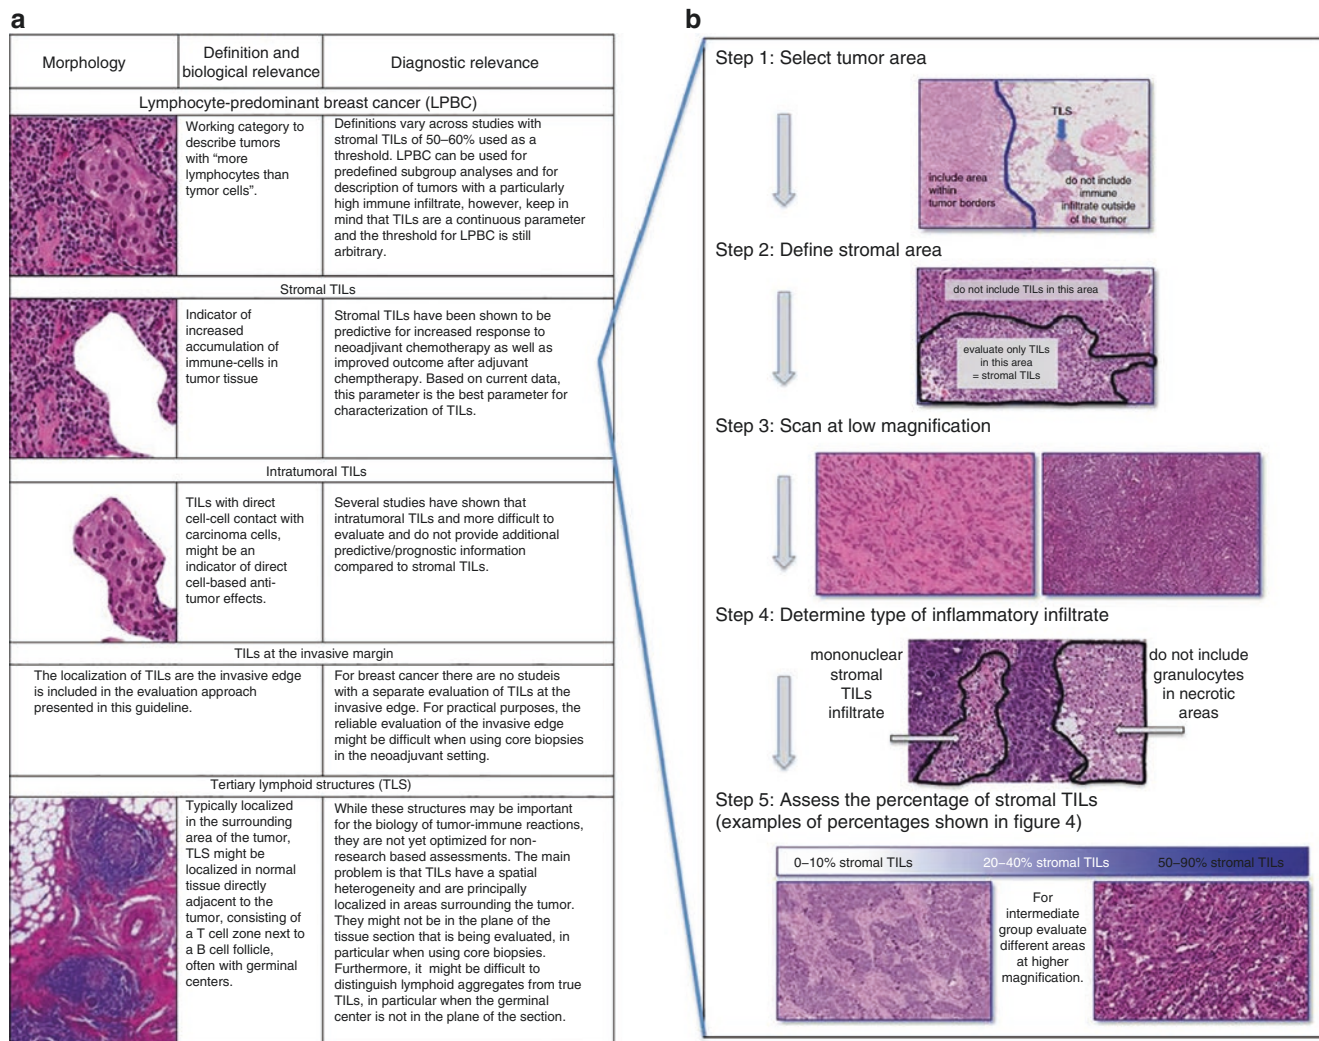 a
Morphology
Definition and
biological relevance
Diagnostic relevance
Lymphocyte-predominant breast cancer (LPBC)
Working category to
describe tumors
with “more
lymphocytes than
tymor cells”.
Definitions vary across studies with
stromal TILs of 50–60% used as a
threshold. LPBC can be used for
predefined subgroup analyses and for
description of tumors with a particularly
high immune infiltrate, however, keep in
mind that TILs are a continuous parameter
and the threshold for LPBC is still
arbitrary.
Stromal TILs
Indicator of
increased
accumulation of
immune-cells in
tumor tissue
Stromal TILs have been shown to be
predictive for increased response to
neoadjivant chemotherapy as well as
improved outcome after adjuvant
chemptherapy. Based on current data,
this parameter is the best parameter for
characterization of TILs.
Intratumoral TILs
TILs with direct
cell-cell contact with
carcinoma cells,
might be an
indicator of direct
cell-based anti-
tumor effects.
Several studies have shown that
intratumoral TILs and more difficult to
evaluate and do not provide additional
predictive/prognostic information
compared to stromal TILs.
TILs at the invasive margin
The localization of TILs are the invasive edge
is included in the evaluation approach
presented in this guideline.
For breast cancer there are no studeis
with a separate evaluation of TILs at the
invasive edge. For practical purposes, the
reliable evaluation of the invasive edge
might be difficult when using core biopsies
in the neoadjuvant setting.
Tertiary lymphoid structures (TLS)
Typically localized
in the surrounding
area of the tumor,
TLS might be
localized in normal
tissue directly
adjacent to the
tumor, consisting of
a T cell zone next to
a B cell follicle,
often with germinal
centers.
While these structures may be important
for the biology of tumor-immune reactions,
they are not yet optimized for non-
research based assessments. The main
problem is that TILs have a spatial
heterogeneity and are principally
localized in areas surrounding the tumor.
They might not be in the plane of the
tissue section that is being evaluated, in
particular when using core biopsies.
Furthermore, it might be difficult to
distinguish lymphoid aggregates from true
TILs, in particular when the germinal
center is not in the plane of the section.
b
Step 1: Select tumor area
TILS
include area
within
tumor borders
do not include
immune
infiltrate outside
of the tumor
Step 2: Define stromal area
do not include TILs in this area
evaluate only TILs
in this area
= stromal TILs
Step 3: Scan at low magnification
Step 4: Determine type of inflammatory infiltrate
mononuclear
stromal
TILs
infiltrate
do not include
granulocytes
in necrotic
areas
Step 5: Assess the percentage of stromal TILs
(examples of percentages shown in figure 4)
0–10% stromal TILs
20–40% stromal TILs
50–90% stromal TILs
For
intermediate
group evaluate
different areas
at higher
magnification.